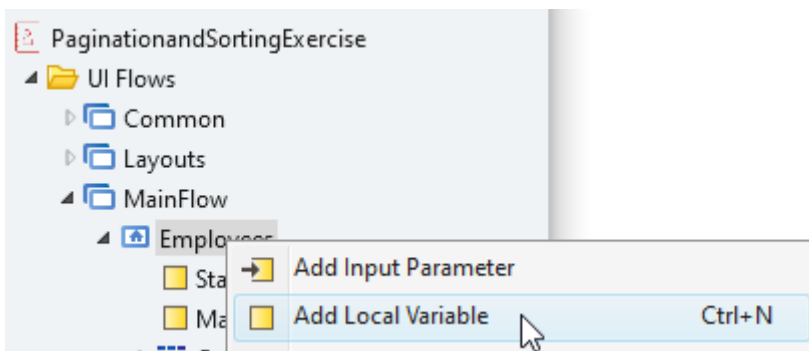 PaginationandSortingExercise
UI Flows
Common
Layouts
MainFlow
Employees
Add Input Parameter
Add Local Variable Ctrl+N